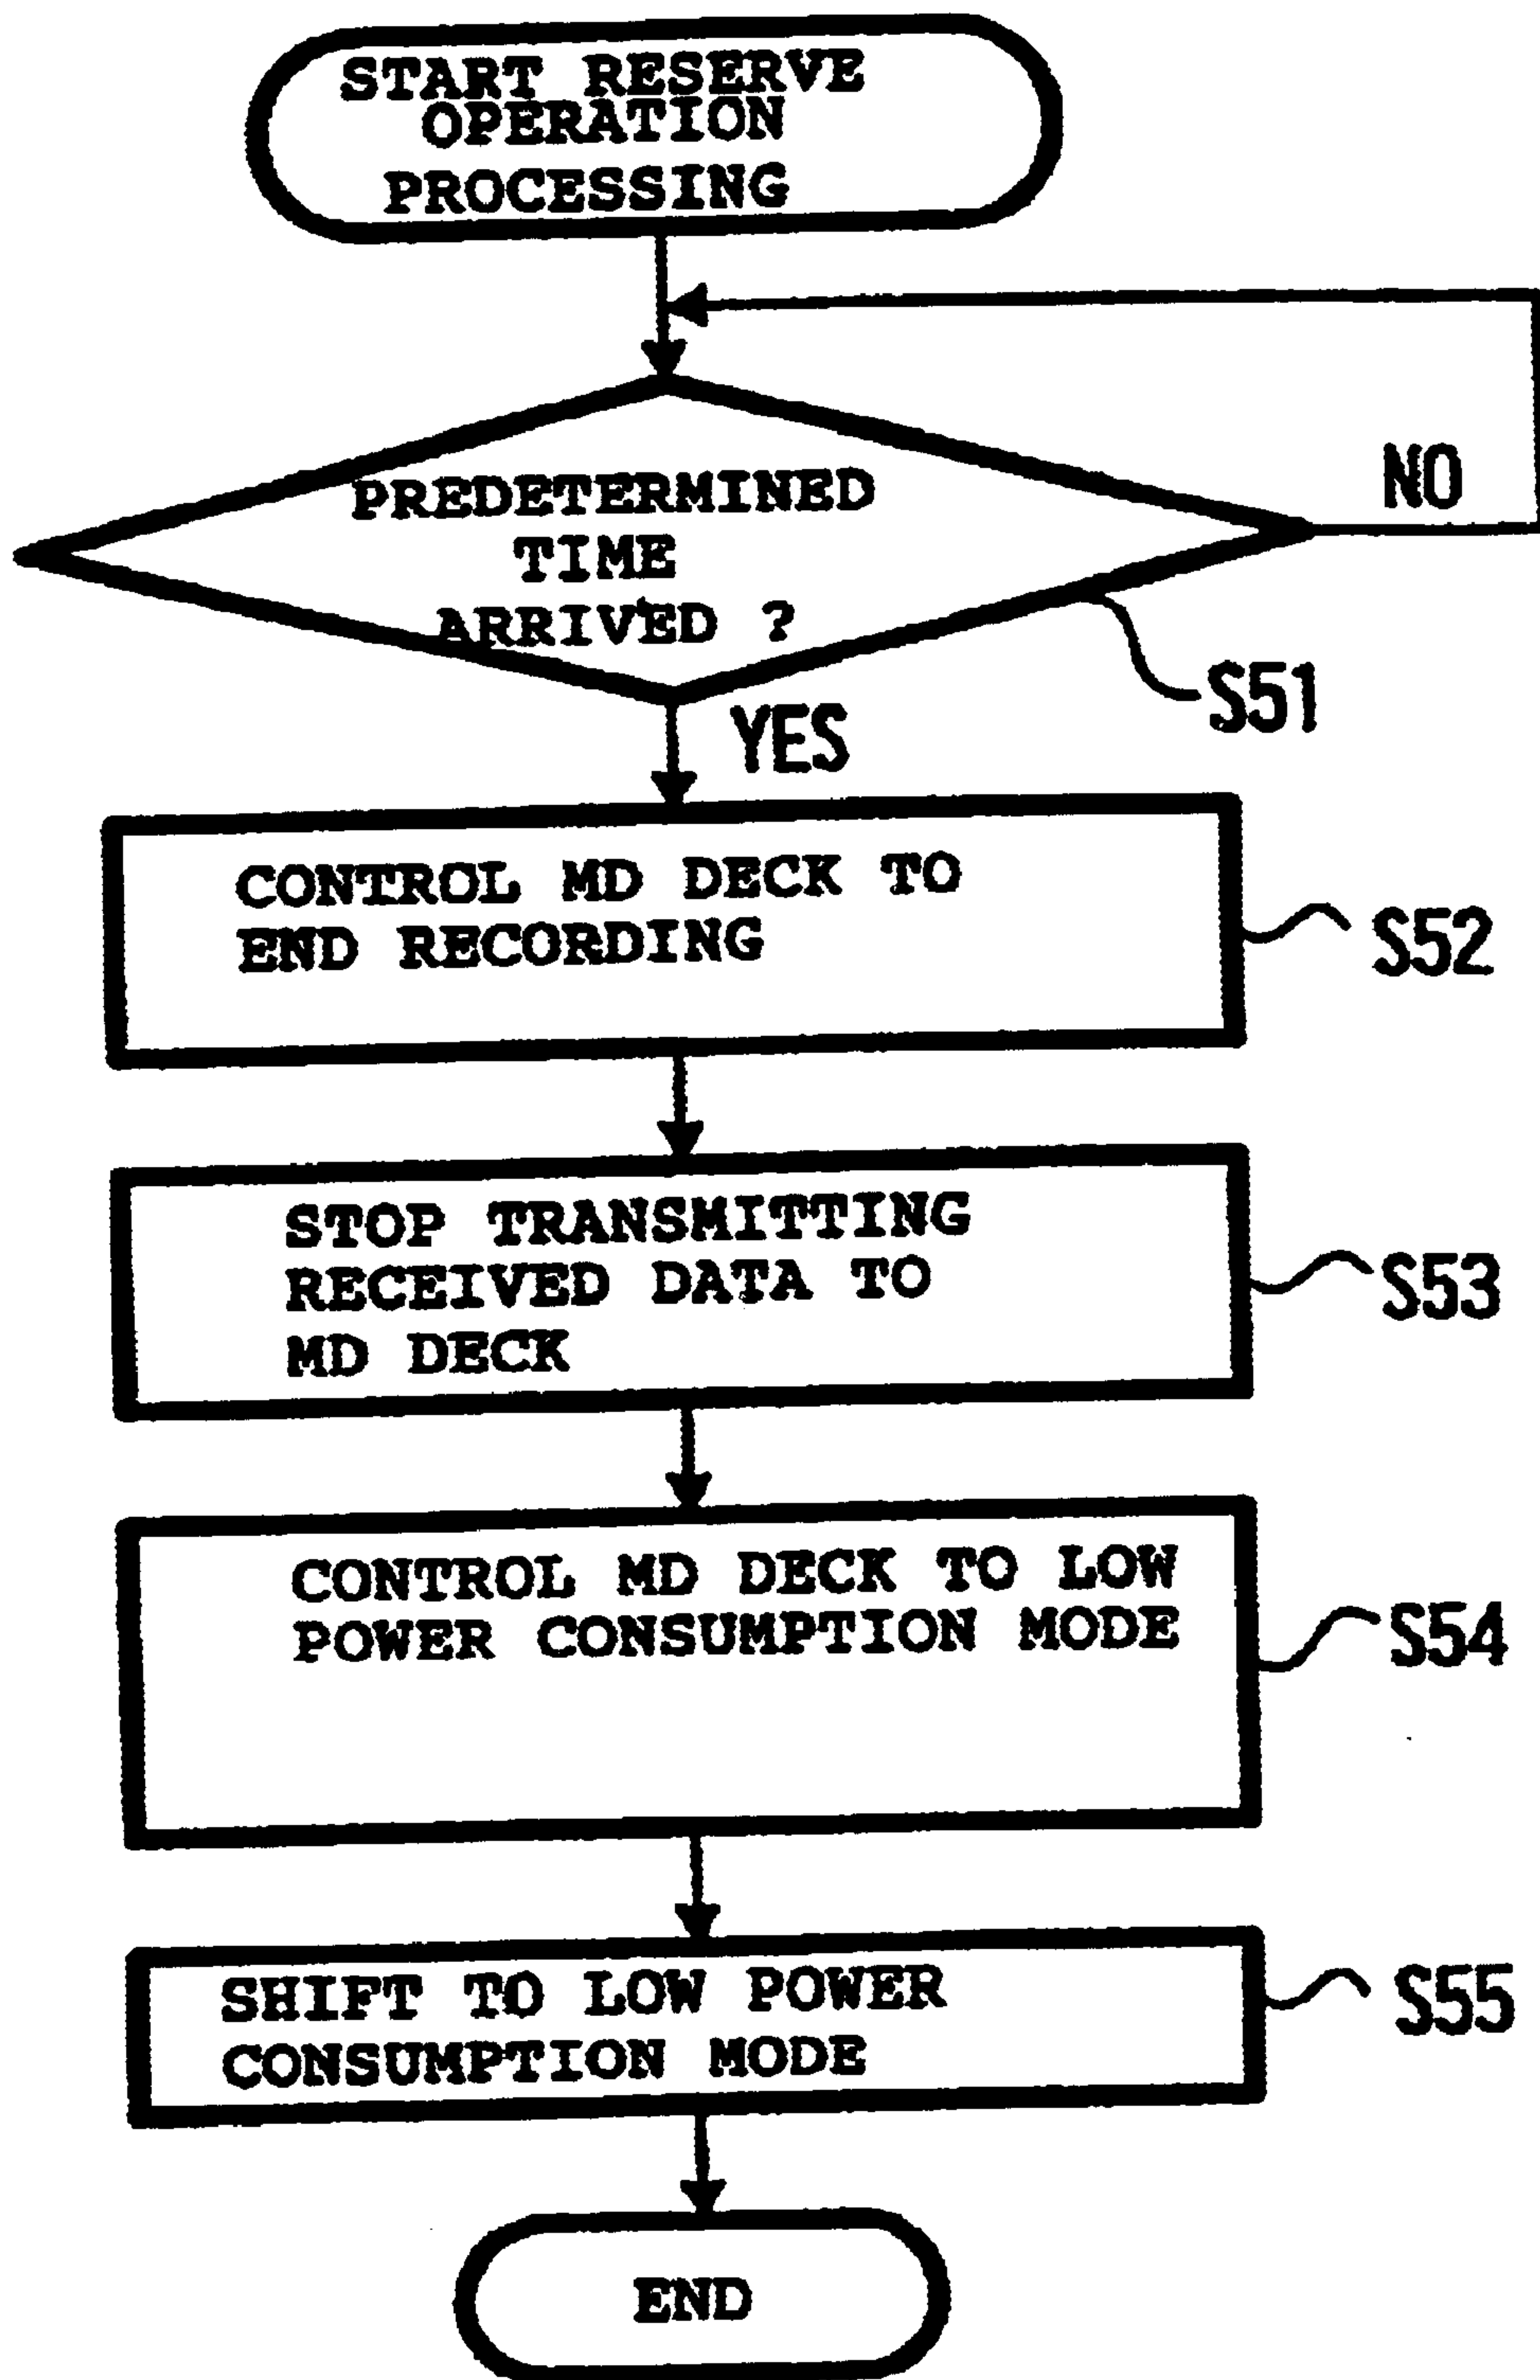 START RESERVE
OPERATION
PROCESSING
PREDETERMINED
TIME
ARRIVED ?
NO
S51
YES
CONTROL MD DECK TO
END RECORDING
S52
STOP TRANSMITTING
RECEIVED DATA TO
MD DECK
S53
CONTROL MD DECK TO LOW
POWER CONSUMPTION MODE
S54
SHIFT TO LOW POWER
CONSUMPTION MODE
S55
END